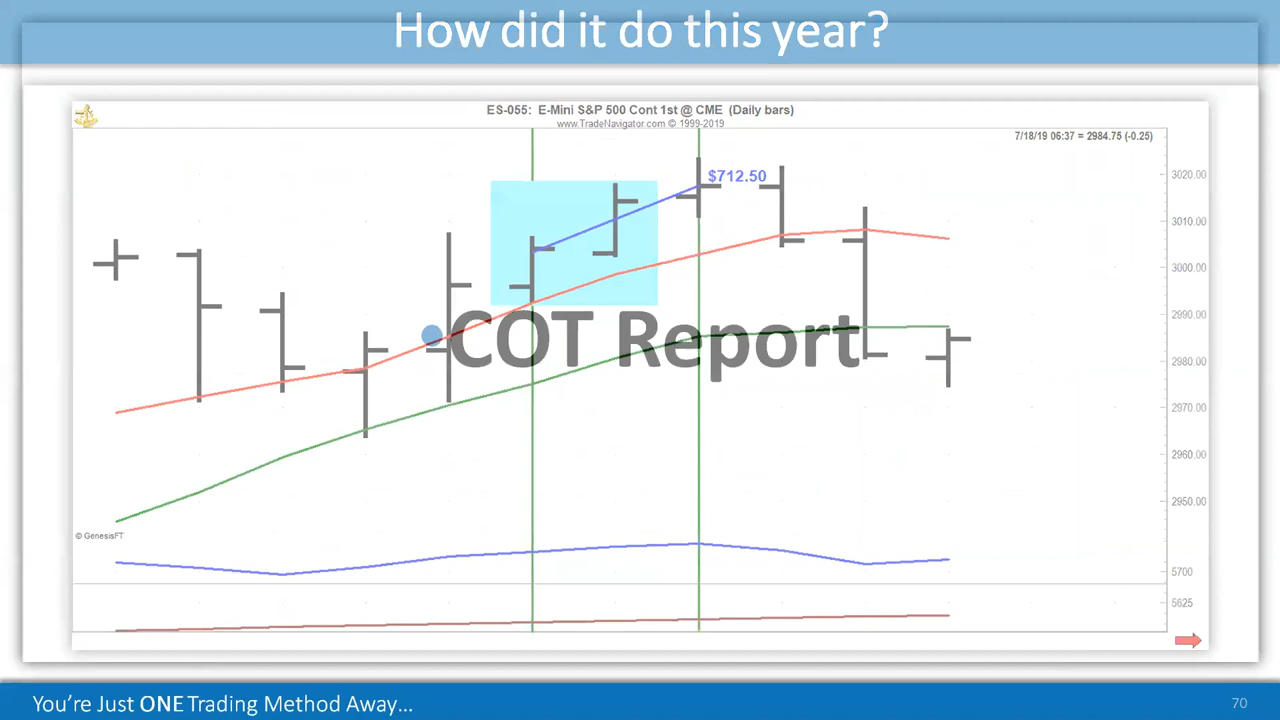 How did it do this year?
ES-055: E-Mini S&P 500 Cont 1st @ CME (Daily bars)
www.TradeNavigator.com © 1999-2019
7/18/19 06:37 = 2984.75 (-0.25)
$712.50
3020.00
3010.00
3000.00
2990.00
COT Report
2980.00
2970.00
2960.00
2950.00
© GenesisFT
5700
5625
You're Just ONE Trading Method Away...
70